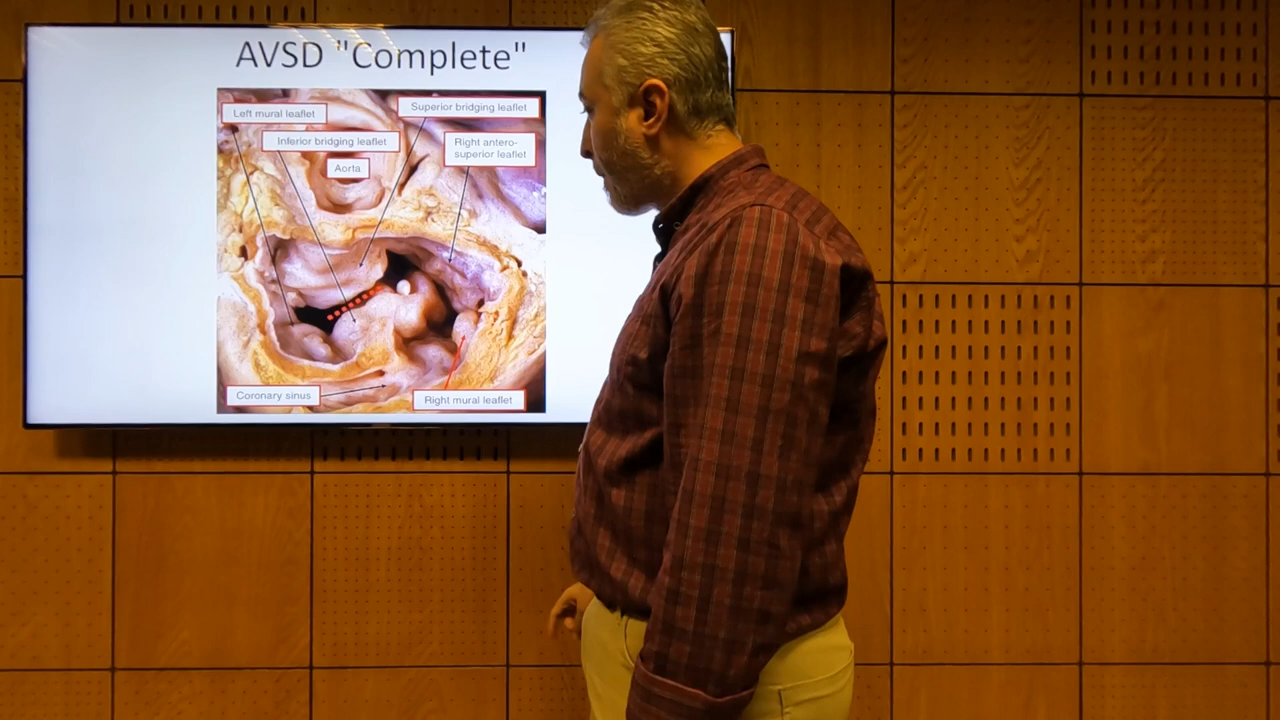 AVSD "Complete"
Left mural leaflet
Superior bridging leaflet
Inferior bridging leaflet
Right antero-
superior leaflet
Aorta
Coronary sinus
Right mural leaflet